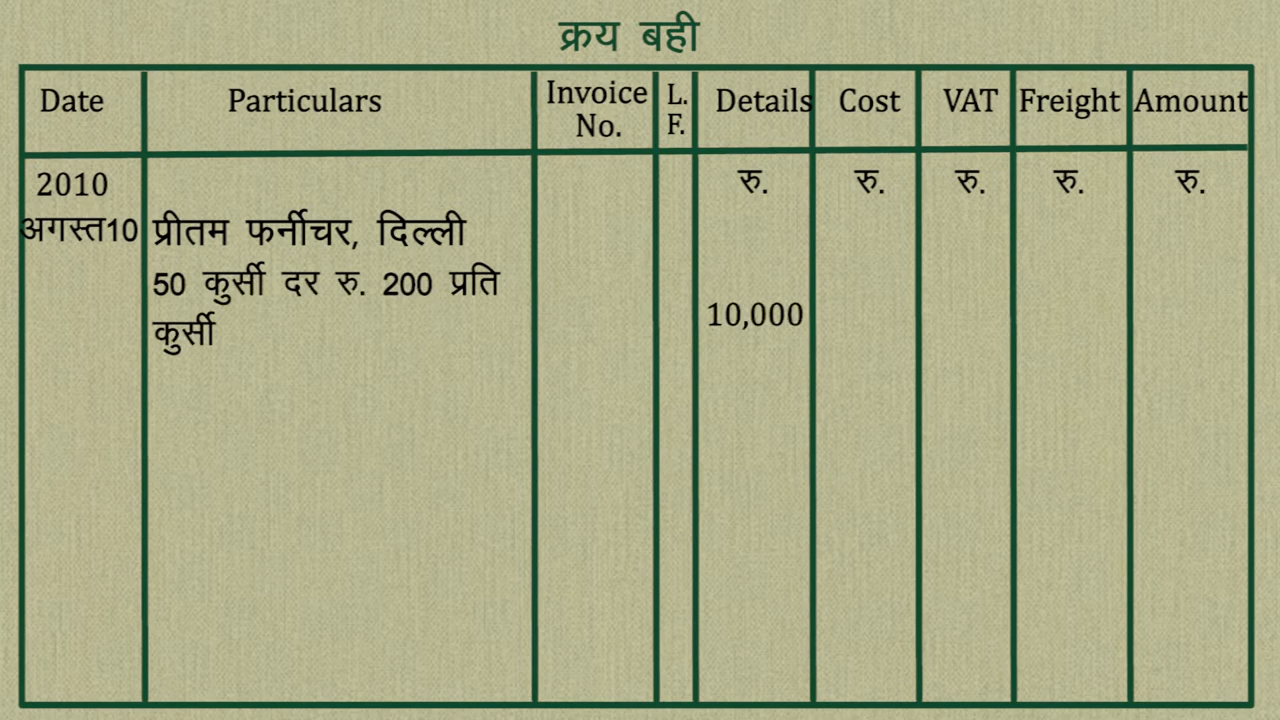 क्रय बही
Date Particulars Invoice No. L. F. Details Cost VAT Freight Amount
2010 रु. रु. रु. रु. रु.
अगस्त10 प्रीतम फर्नीचर, दिल्ली
50 कुर्सी दर रु. 200 प्रति
10,000
कुर्सी